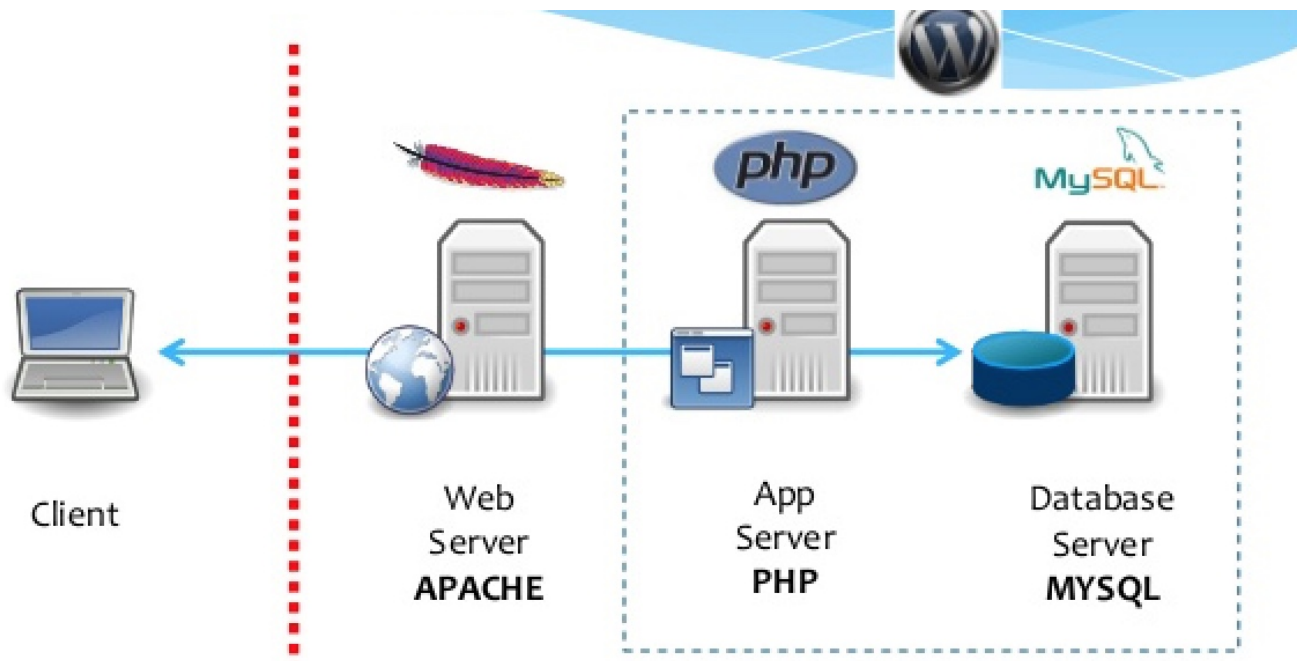 W
php
MySQL
Client
Web
Server
APACHE
App
Server
PHP
Database
Server
MYSQL